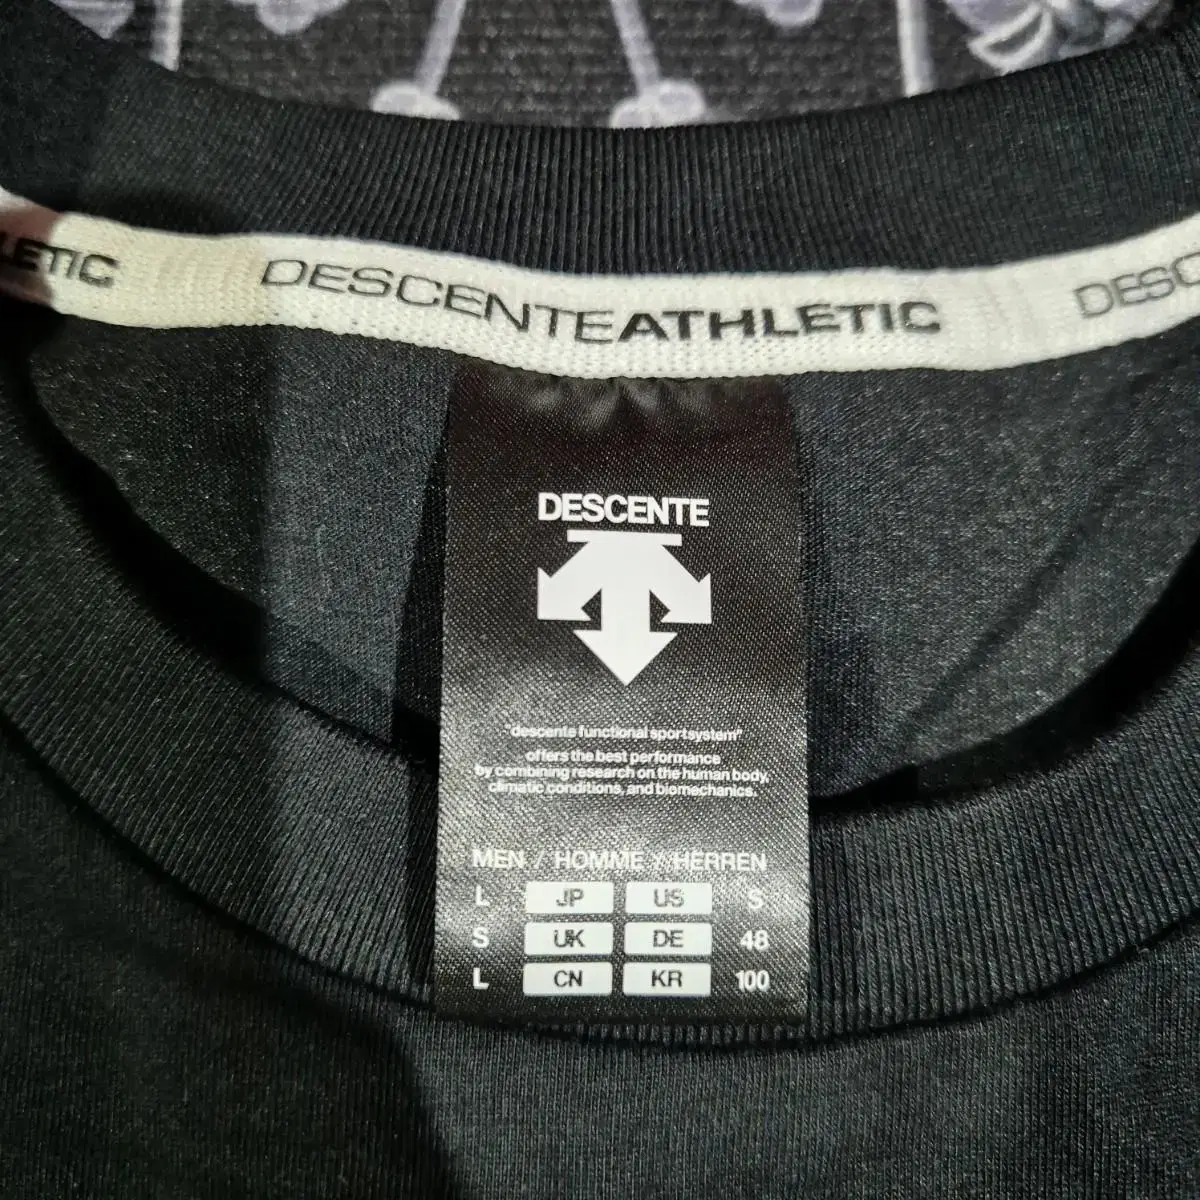 LETIC DESCENTEATHLETIC DESC
DESCENTE
"descente functional sportsystem"
offers the best performance
by combining research on the human body,
climatic conditions, and biomechanics.
MEN / HOMME / HERREN
L JP US S
S UK DE 48
L CN KR 100